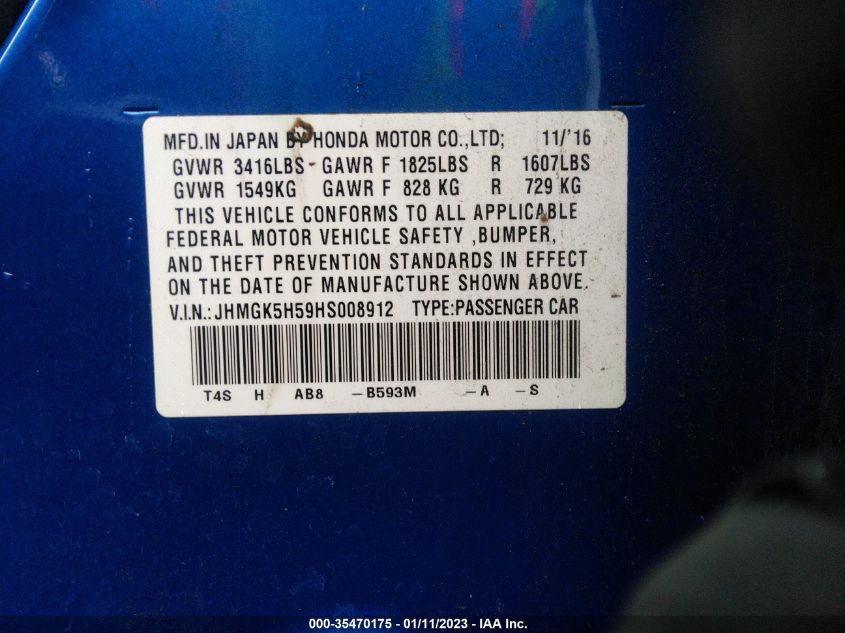 MFD.IN JAPAN BY HONDA MOTOR CO.,LTD; 11/'16
GVWR 3416LBS GAWR F 1825LBS R 1607LBS
GVWR 1549KG GAWR F 828 KG R 729 KG
THIS VEHICLE CONFORMS TO ALL APPLICABLE
FEDERAL MOTOR VEHICLE SAFETY ,BUMPER,
AND THEFT PREVENTION STANDARDS IN EFFECT
ON THE DATE OF MANUFACTURE SHOWN ABOVE.
V.I.N.: JHMGK5H59HS008912 TYPE:PASSENGER CAR
T4S H AB8 -B593M -A -S
000-35470175 - 01/11/2023 - IAA Inc.